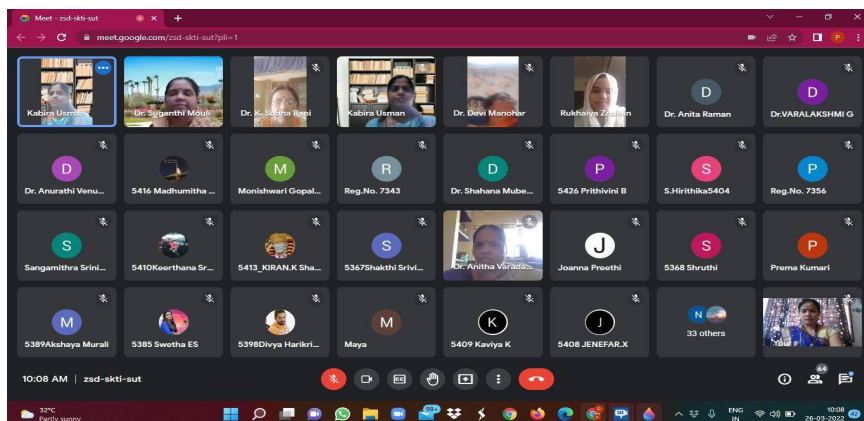 Meet - zsd-skti-sut
meet.google.com/zsd-skti-sut?pli=1
P
Kabira Usman
Dr. Suganthi Mouli
Dr. K. Sudha Rani
Kabira Usman
Dr. Devi Manohar
Rukhaiya
D
Dr. Anita Raman
D
Dr.VARALAKSHMI G
D
Dr. Anurathi Venu...
5416 Madhumitha ...
M
Monishwari Gopal...
R
Reg.No. 7343
D
Dr. Shahana Mube...
P
5426 Prithivini B
S
S.Hirithika5404
P
Reg.No. 7356
S
Sangamithra Srini...
5410Keerthana Sr...
5413_KIRAN.K Sha...
S
5367Shakthi Srivi...
Dr. Anitha Varada...
J
Joanna Preethi
S
5368 Shruthi
P
Prema Kumari
M
5389Akshaya Murali
5385 Swetha ES
5398Divya Harikri...
M
Maya
K
5409 Kaviya K
J
5408 JENEFAR.X
N
33 others
You
10:08 AM | zsd-skti-sut
CC
64
32°C
Partly sunny
99+
ENG
IN
10:08
26-03-2022